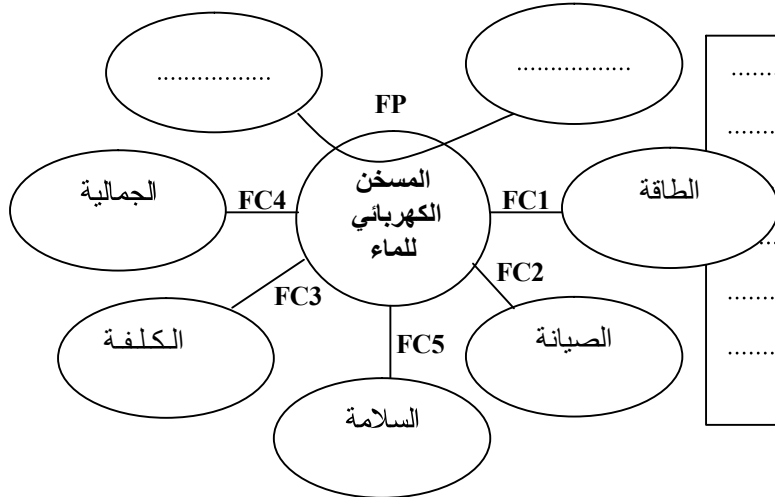 .................
.................
FP
المسخن
الكهربائي
للماء
الطاقة
FC1
FC4
الجمالية
FC2
FC3
الصيانة
الكلفة
FC5
السلامة
......
......
......
......
......